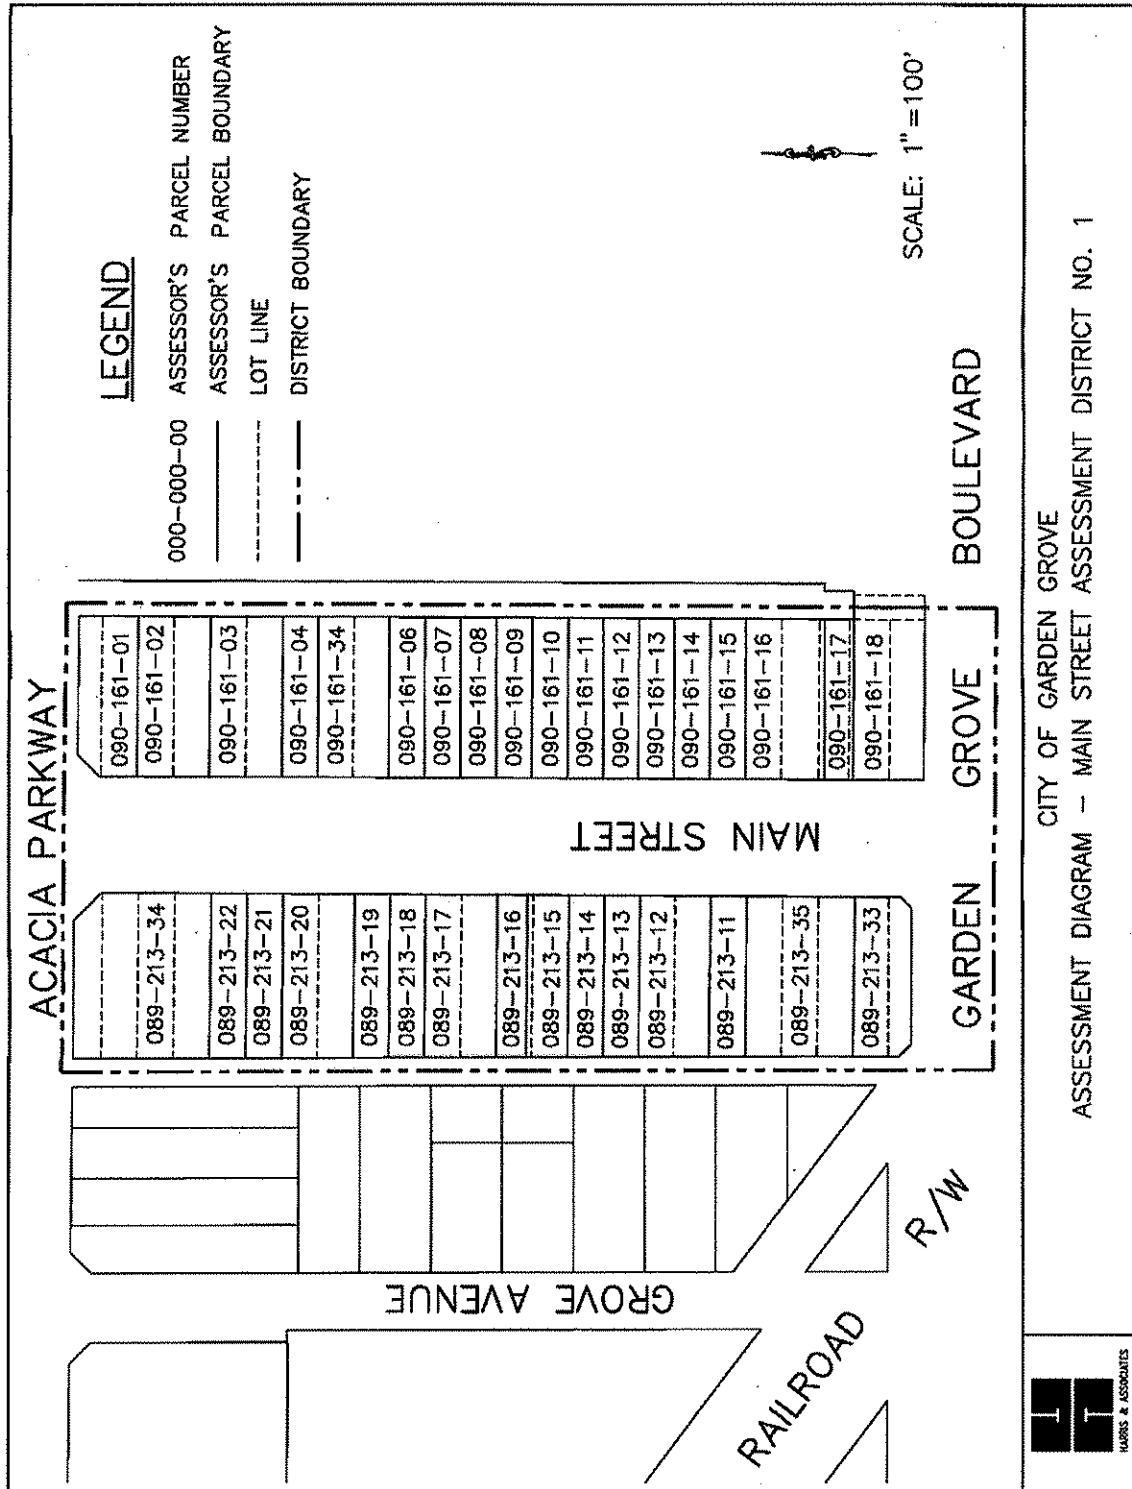 LEGEND
000-000-00 ASSESSOR'S PARCEL NUMBER
ASSESSOR'S PARCEL BOUNDARY
LOT LINE
DISTRICT BOUNDARY
SCALE: 1"=100'
ACACIA PARKWAY
090-161-01
090-161-02
090-161-03
090-161-04
090-161-34
090-161-06
090-161-07
090-161-08
090-161-09
090-161-10
090-161-11
090-161-12
090-161-13
090-161-14
090-161-15
090-161-16
090-161-17
090-161-18
MAIN STREET
089-213-34
089-213-22
089-213-21
089-213-20
089-213-19
089-213-18
089-213-17
089-213-16
089-213-15
089-213-14
089-213-13
089-213-12
089-213-11
089-213-35
089-213-33
GARDEN GROVE BOULEVARD
GROVE AVENUE
RAILROAD R/W
CITY OF GARDEN GROVE
ASSESSMENT DIAGRAM - MAIN STREET ASSESSMENT DISTRICT NO. 1
HARRIS & ASSOCIATES